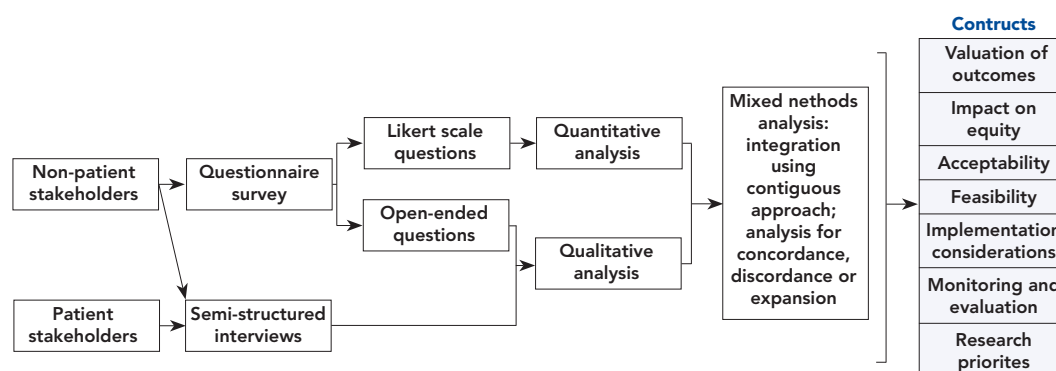 Contructs
Valuation of
outcomes
Impact on
equity
Acceptability
Feasibility
Implementation
considerations
Monitoring and
evaluation
Research
priorites
Non-patient
stakeholders
Questionnaire
survey
Likert scale
questions
Quantitative
analysis
Open-ended
questions
Qualitative
analysis
Patient
stakeholders
Semi-structured
interviews
Mixed nethods
analysis:
integration
using
contiguous
approach;
analysis for
concordance,
discordance or
expansion